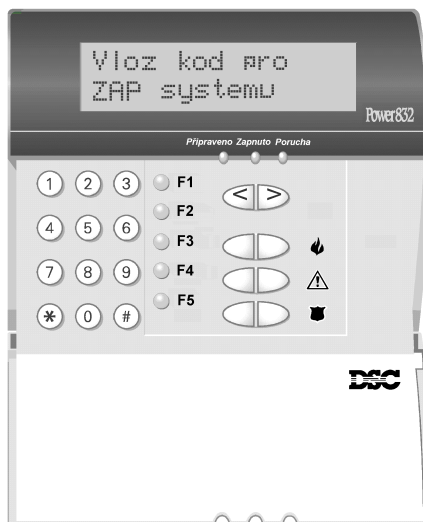 Vloz kod pro
ZAP systemu
Power832
Připraveno Zapnuto Porucha
1 2 3 F1 < >
F2
4 5 6
F3
7 8 9 F4
F5
* 0 #
DSC